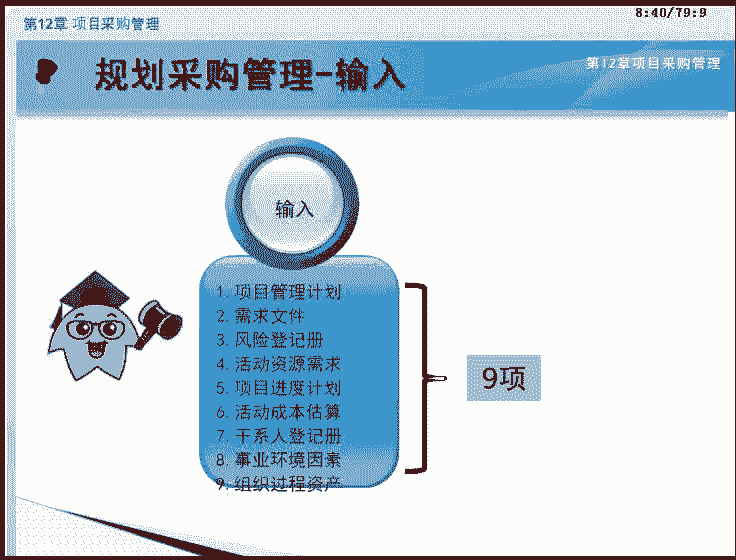 8:40/79:9
第12章 项目采购管理
规划采购管理-输入
第12章项目采购管理
输入
1. 项目管理计划
2. 需求文件
3. 风险登记册
4. 活动资源需求
5. 项目进度计划
6. 活动成本估算
7. 干系人登记册
8. 事业环境因素
9. 组织过程资产
9项